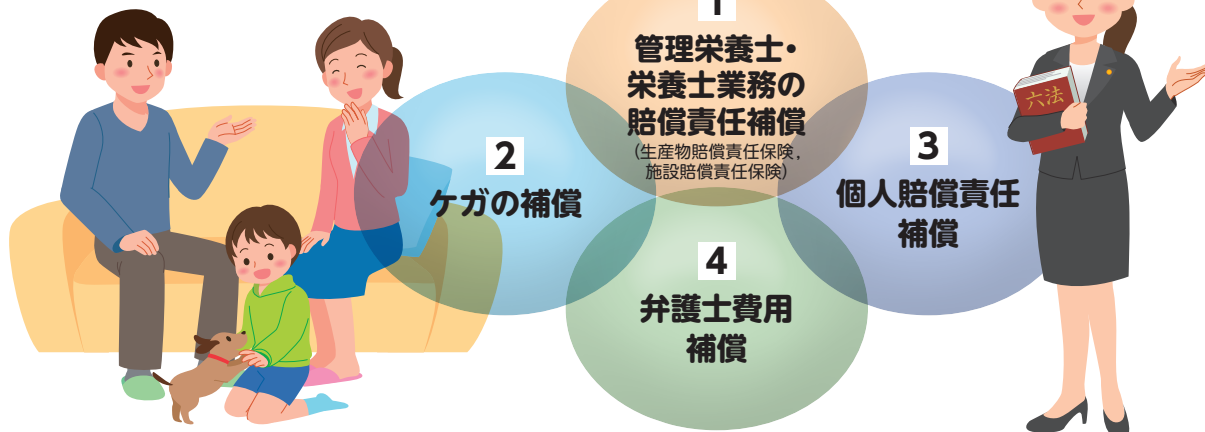 1
管理栄養士・
栄養士業務の
賠償責任補償
(生産物賠償責任保険,
施設賠償責任保険)
2
ケガの補償
3
個人賠償責任
補償
4
弁護士費用
補償
六法